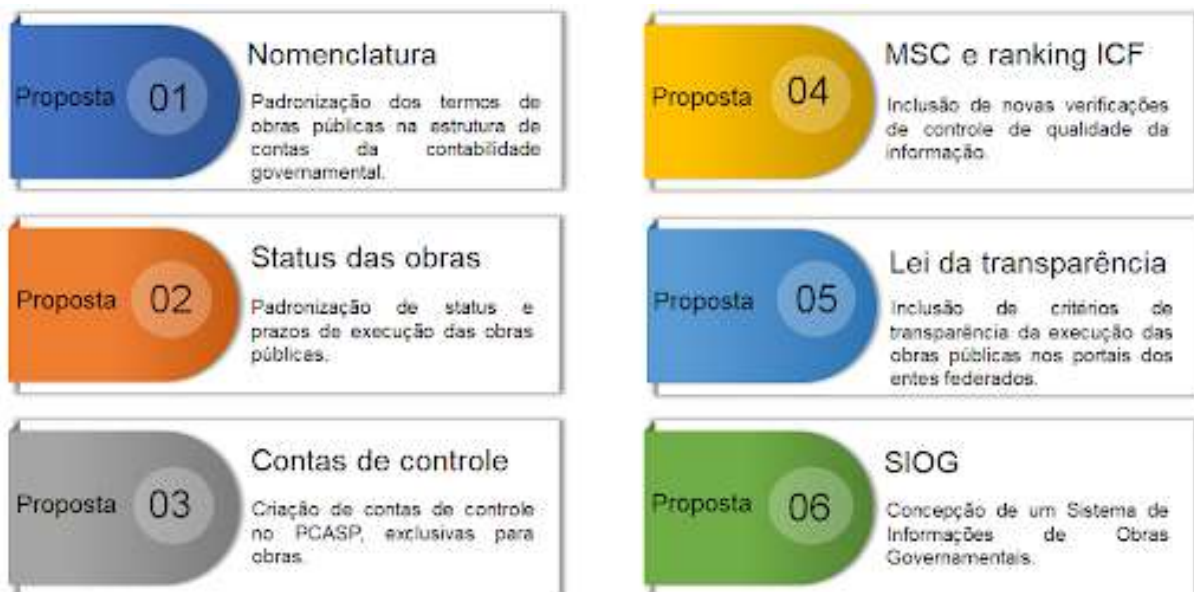 Proposta 01
Nomenclatura
Padronização dos termos de
obras públicas na estrutura de
contas da contabilidade
governamental.
Proposta 02
Status das obras
Padronização de status e
prazos de execução das obras
públicas.
Proposta 03
Contas de controle
Criação de contas de controle
no PCASP, exclusivas para
obras.
Proposta 04
MSC e ranking ICF
Inclusão de novas verificações
de controle de qualidade da
informação.
Proposta 05
Lei da transparência
Inclusão de critérios de
transparência da execução das
obras públicas nos portais dos
entes federados.
Proposta 06
SIOG
Concepção de um Sistema de
Informações de Obras
Governamentais.